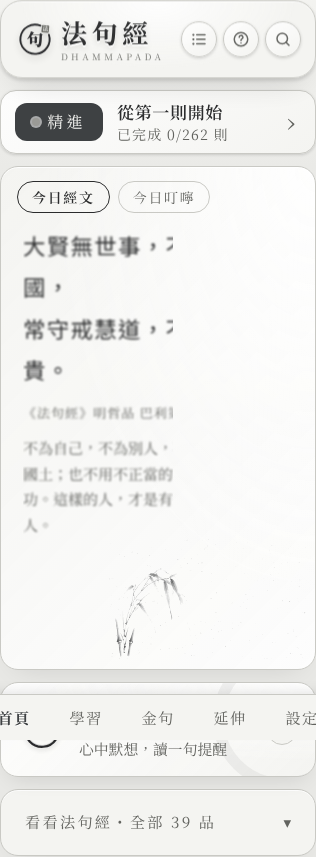 句 法句經
DHAMMAPADA
精進 從第一則開始
已完成 0/262 則
今日經文 今日叮嚀
大賢無世事，
國，
常守戒慧道，
貴。
《法句經》明哲品 巴利
不為自己，不為別人，
國土；也不用不正當的
功。這樣的人，才是有
人。
首頁 學習 金句 延伸 設定
心中默想，讀一句提醒
看看法句經・全部 39 品